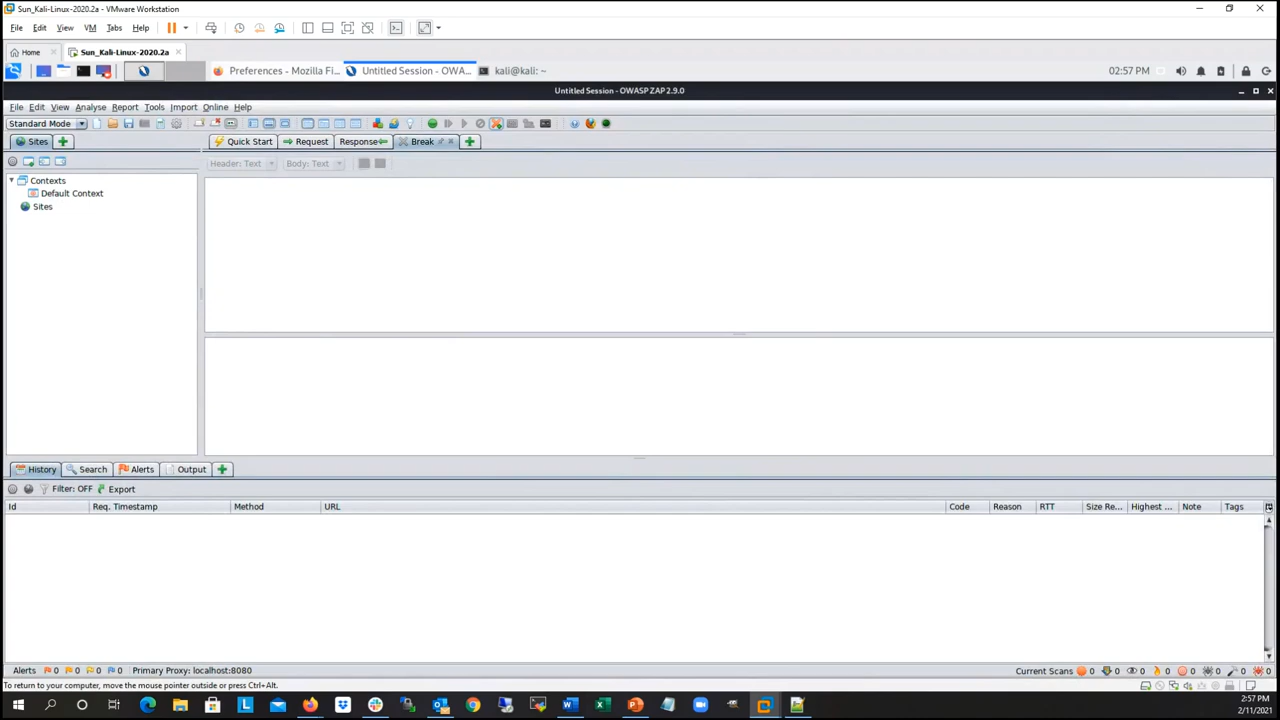 Sun_Kali-Linux-2020.2a - VMware Workstation
File Edit View VM Tabs Help
Home Sun_Kali-Linux-2020.2a
Preferences - Mozilla Fi... Untitled Session - OWA... kali@kali: ~ 02:57 PM
Untitled Session - OWASP ZAP 2.9.0
File Edit View Analyse Report Tools Import Online Help
Standard Mode
Sites Quick Start Request Response Break
Header: Text Body: Text
Contexts
Default Context
Sites
History Search Alerts Output
Filter: OFF Export
Id Req. Timestamp Method URL Code Reason RTT Size Re... Highest ... Note Tags
Alerts 0 0 0 0 Primary Proxy: localhost:8080 Current Scans 0 0 0 0 0 0 0 0
To return to your computer, move the mouse pointer outside or press Ctrl+Alt.
2:57 PM
2/11/2021